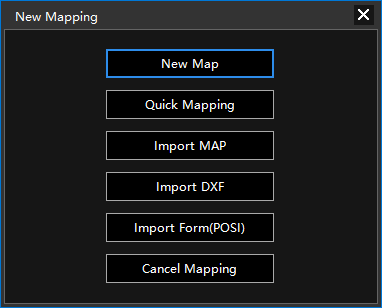 New Mapping
New Map
Quick Mapping
Import MAP
Import DXF
Import Form(POSI)
Cancel Mapping